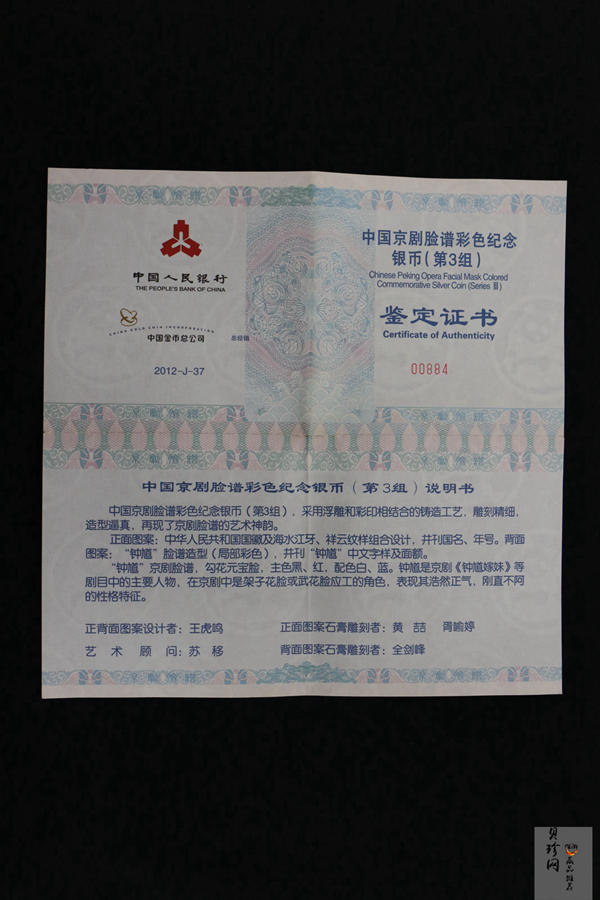 中国人民银行
THE PEOPLE'S BANK OF CHINA
CHINA GOLD COIN INCORPORATION
中国金币总公司 总经销
2012-J-37
中国京剧脸谱彩色纪念
银币(第3组)
Chinese Peking Opera Facial Mask Colored
Commemorative Silver Coin (Series Ⅲ)
鉴定证书
Certificate of Authenticity
00884
中国京剧脸谱彩色纪念银币(第3组)说明书
中国京剧脸谱彩色纪念银币(第3组),采用浮雕和彩印相结合的铸造工艺,雕刻精细,
造型逼真,再现了京剧脸谱的艺术神韵。
正面图案:中华人民共和国国徽及海水江牙、祥云纹样组合设计,并刊国名、年号。背面
图案:“钟馗”脸谱造型(局部彩色),并刊“钟馗”中文字样及面额。
“钟馗”京剧脸谱,勾花元宝脸,主色黑、红,配色白、蓝。钟馗是京剧《钟馗嫁妹》等
剧目中的主要人物,在京剧中是架子花脸或武花脸应工的角色,表现其浩然正气,刚直不阿
的性格特征。
正背面图案设计者:王虎鸣 正面图案石膏雕刻者:黄 喆 胥喻婷
艺 术 顾 问:苏 移 背面图案石膏雕刻者:全剑峰
贝珍网
藏品推荐